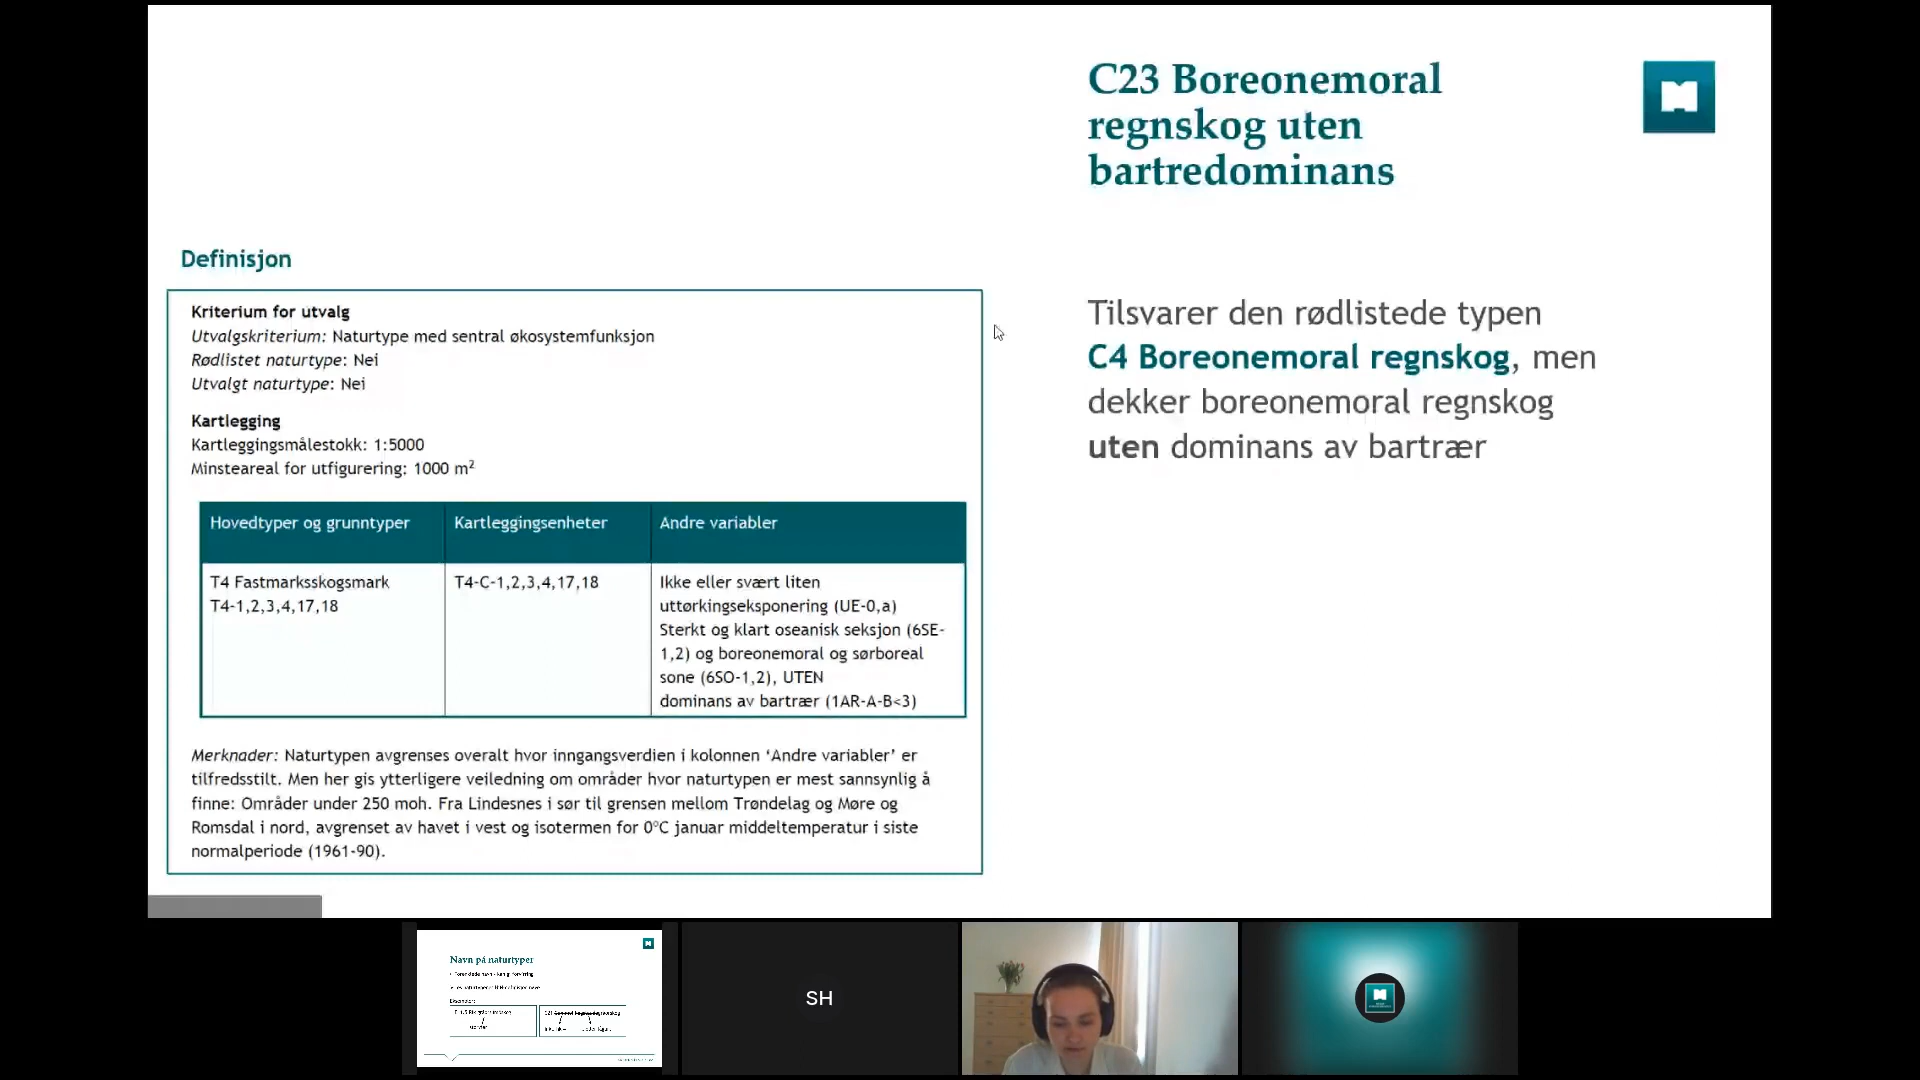 C23 Boreonemoral
regnskog uten
bartredominans
Definisjon
Kriterium for utvalg
Utvalgskriterium: Naturtype med sentral økosystemfunksjon
Rødlistet naturtype: Nei
Utvalgt naturtype: Nei
Kartlegging
Kartleggingsmålestokk: 1:5000
Minsteareal for utfigurering: 1000 m²
Hovedtyper og grunntyper
Kartleggingsenheter
Andre variabler
T4 Fastmarksskogsmark
T4-1,2,3,4,17,18
T4-C-1,2,3,4,17,18
Ikke eller svært liten
uttørkingseksponering (UE-0,a)
Sterkt og klart oseanisk seksjon (6SE-
1,2) og boreonemoral og sørboreal
sone (6SO-1,2), UTEN
dominans av bartrær (1AR-A-B<3)
Merknader: Naturtypen avgrenses overalt hvor inngangsverdien i kolonnen ‘Andre variabler’ er
tilfredsstilt. Men her gis ytterligere veiledning om områder hvor naturtypen er mest sannsynlig å
finne: Områder under 250 moh. Fra Lindesnes i sør til grensen mellom Trøndelag og Møre og
Romsdal i nord, avgrenset av havet i vest og isotermen for 0°C januar middeltemperatur i siste
normalperiode (1961-90).
Tilsvarer den rødlistede typen
C4 Boreonemoral regnskog, men
dekker boreonemoral regnskog
uten dominans av bartrær
Navn på naturtyper
SH